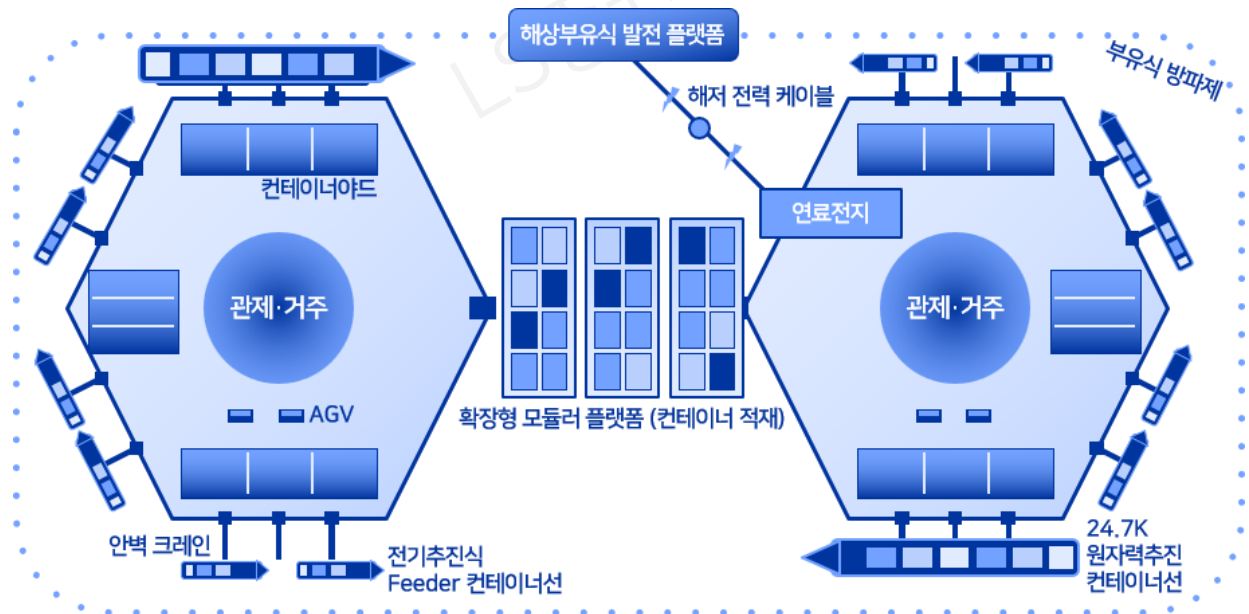 해상부유식 발전 플랫폼
부유식 방파제
해저 전력 케이블
컨테이너야드
연료전지
관제·거주
관제·거주
AGV
확장형 모듈러 플랫폼 (컨테이너 적재)
안벽 크레인
전기추진식
Feeder 컨테이너선
24.7K
원자력추진
컨테이너선